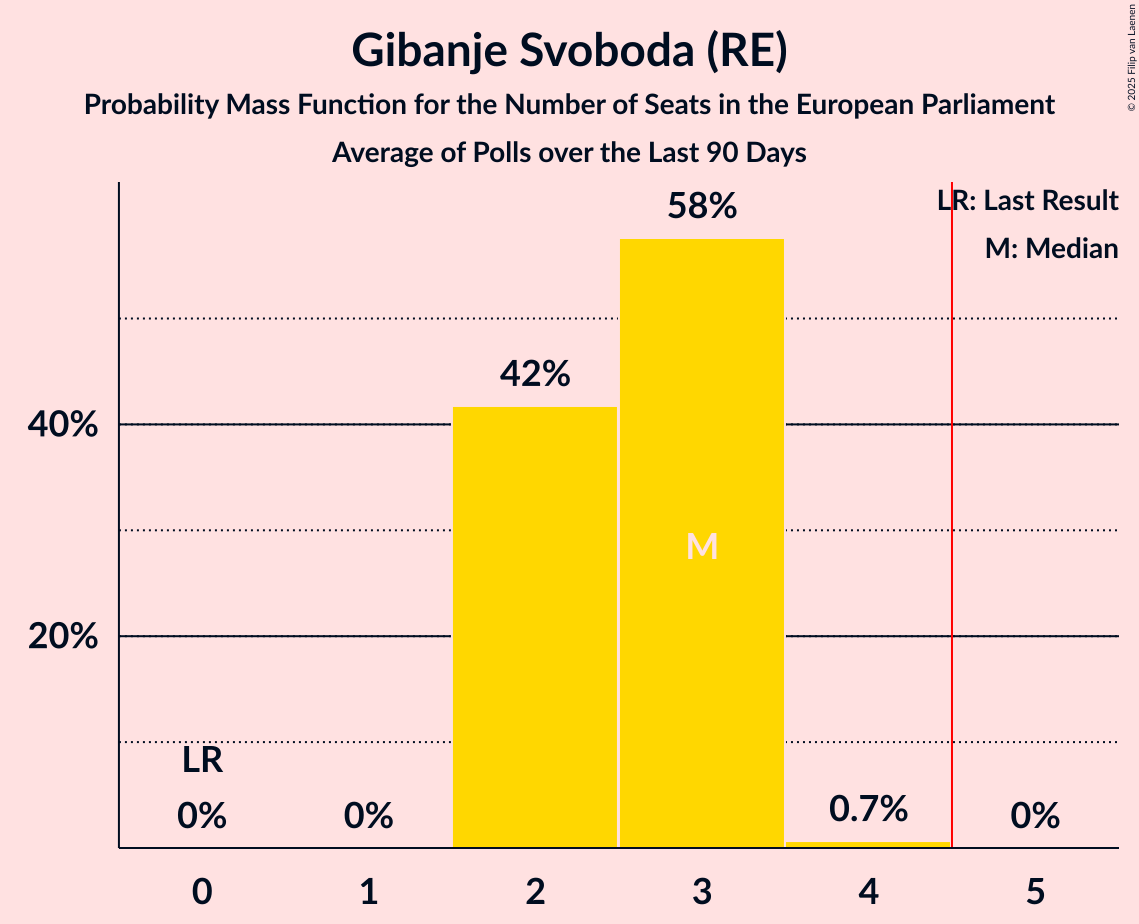 Gibanje Svoboda (RE)
Probability Mass Function for the Number of Seats in the European Parliament
Average of Polls over the Last 90 Days
© 2025 Filip van Laenen
LR: Last Result
M: Median
58%
42%
40%
M
20%
LR
0%
0%
0.7%
0%
0
1
2
3
4
5